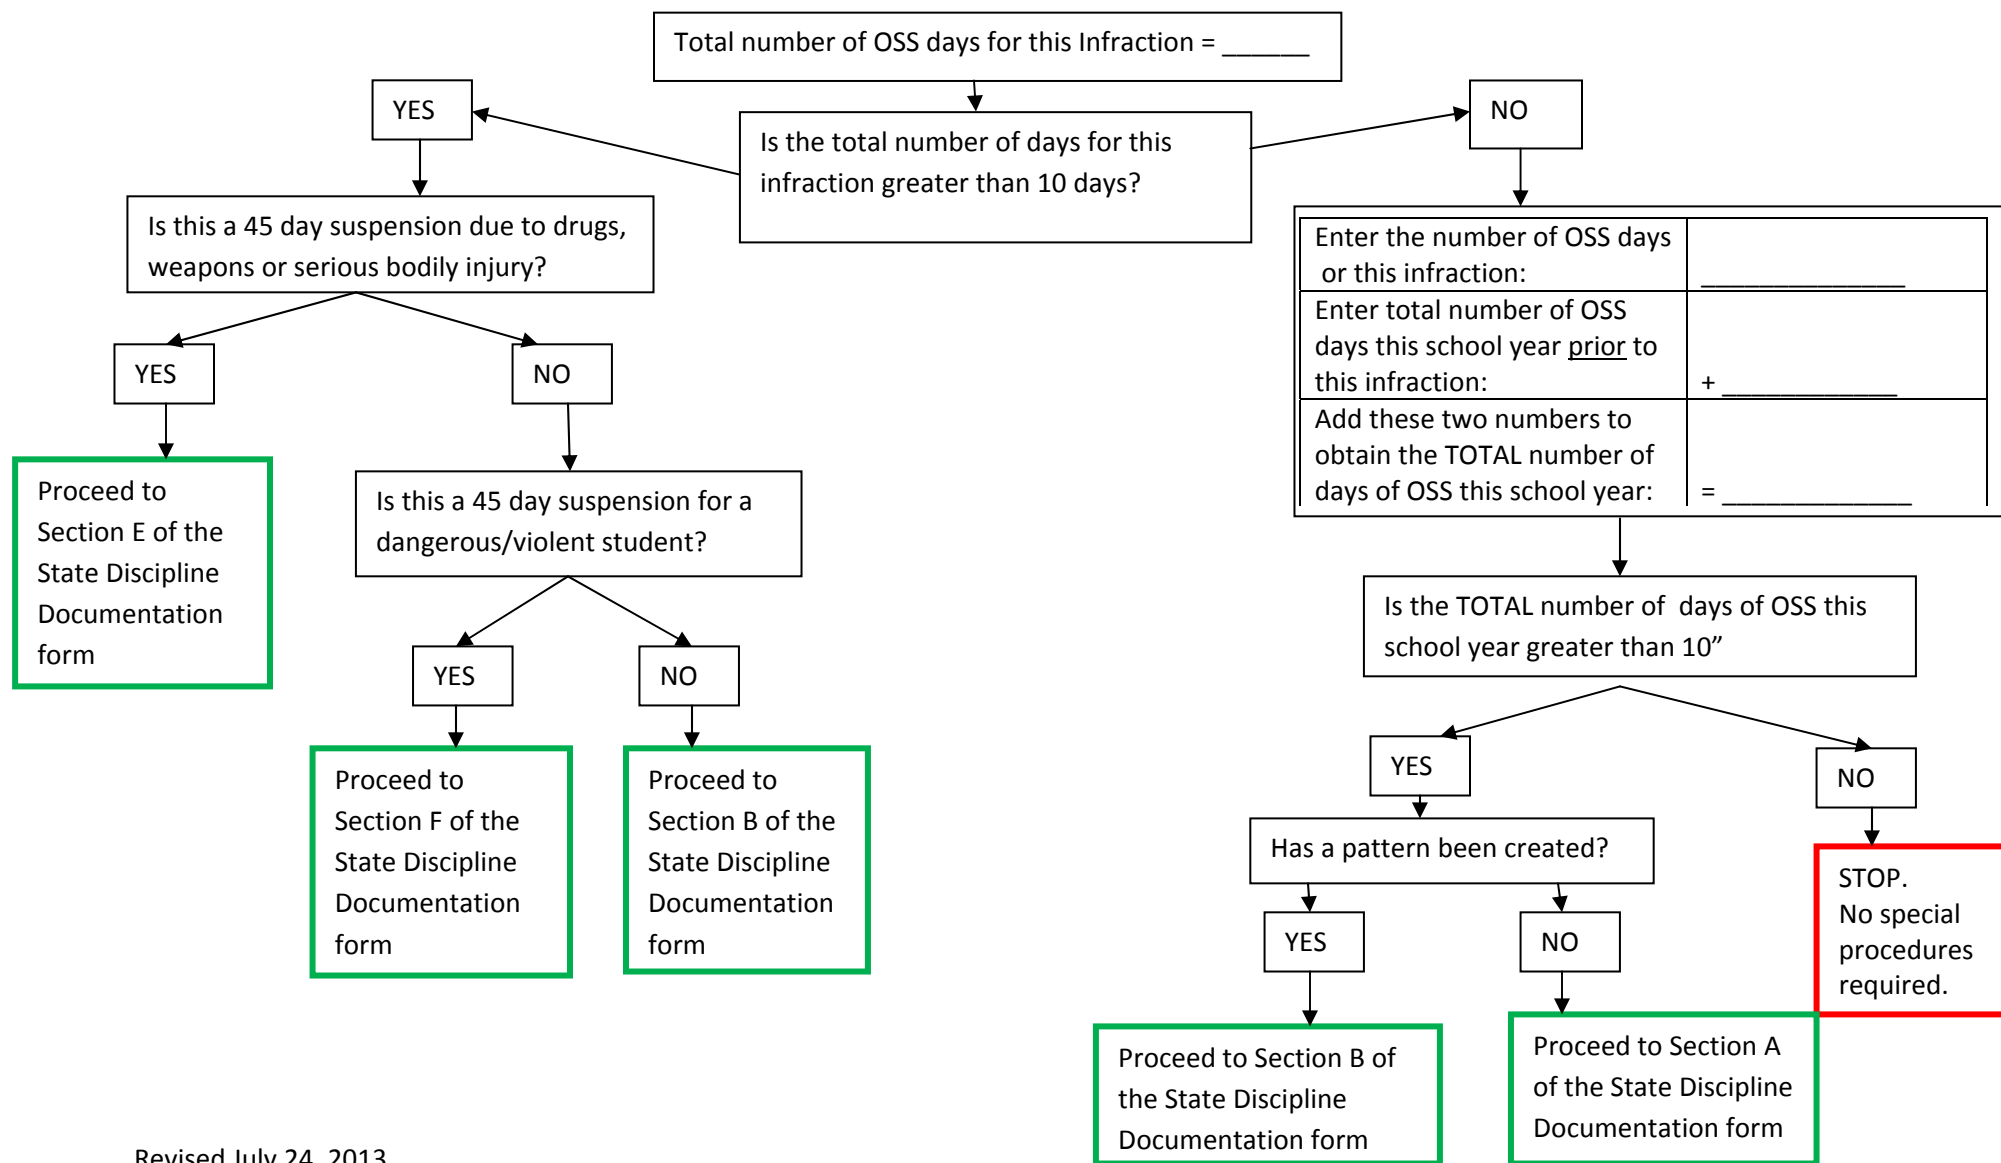 Total number of OSS days for this Infraction = ______
YES
Is the total number of days for this
infraction greater than 10 days?
NO
Is this a 45 day suspension due to drugs,
weapons or serious bodily injury?
Enter the number of OSS days
or this infraction: ______________
Enter total number of OSS
days this school year prior to
this infraction: + ____________
Add these two numbers to
obtain the TOTAL number of
days of OSS this school year: = _____________
YES
NO
Proceed to
Section E of the
State Discipline
Documentation
form
Is this a 45 day suspension for a
dangerous/violent student?
Is the TOTAL number of  days of OSS this
school year greater than 10”
YES
NO
Proceed to
Section F of the
State Discipline
Documentation
form
Proceed to
Section B of the
State Discipline
Documentation
form
YES
NO
Has a pattern been created?
STOP.
No special
procedures
required.
YES
NO
Proceed to Section B of
the State Discipline
Documentation form
Proceed to Section A
of the State Discipline
Documentation form
Revised July 24, 2013